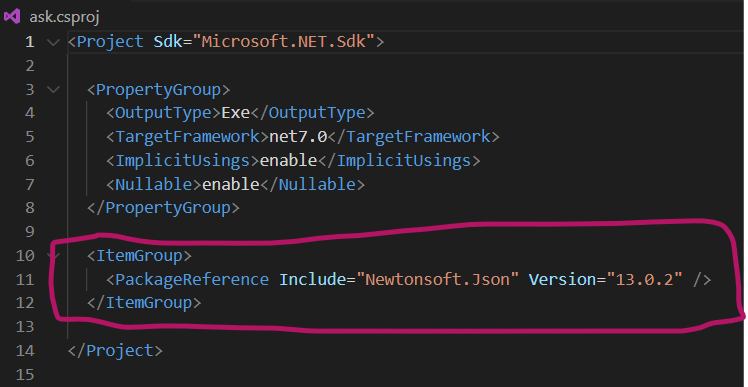 ask.csproj
1 <Project Sdk="Microsoft.NET.Sdk">
2
3 <PropertyGroup>
4 <OutputType>Exe</OutputType>
5 <TargetFramework>net7.0</TargetFramework>
6 <ImplicitUsings>enable</ImplicitUsings>
7 <Nullable>enable</Nullable>
8 </PropertyGroup>
9
10 <ItemGroup>
11 <PackageReference Include="Newtonsoft.Json" Version="13.0.2" />
12 </ItemGroup>
13
14 </Project>
15